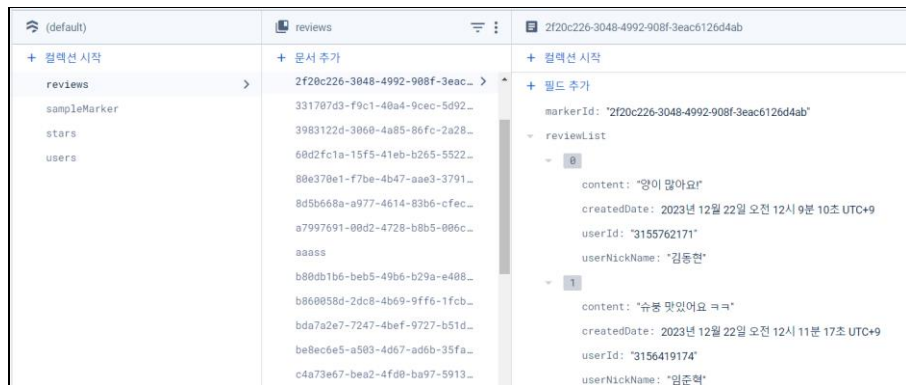 (default)
+ 컬렉션 시작
reviews
sampleMarker
stars
users
reviews
+ 문서 추가
2f20c226-3048-4992-908f-3eac…
331707d3-f9c1-40a4-9cec-5d92…
3983122d-3060-4a85-86fc-2a28…
60d2fc1a-15f5-41eb-b265-5522…
80e370e1-f7be-4b47-aae3-3791…
8d5b668a-a977-4614-83b6-cfec…
a7997691-00d2-4728-b8b5-006c…
aaass
b80db1b6-beb5-49b6-b29a-e408…
b860058d-2dc8-4b69-9ff6-1fcb…
bda7a2e7-7247-4bef-9727-b51d…
be8ec6e5-a503-4d67-ad6b-35fa…
c4a73e67-bea2-4fd0-ba97-5913…
2f20c226-3048-4992-908f-3eac6126d4ab
+ 컬렉션 시작
+ 필드 추가
markerId: "2f20c226-3048-4992-908f-3eac6126d4ab"
reviewList
0
content: "양이 많아요!"
createdDate: 2023년 12월 22일 오전 12시 9분 10초 UTC+9
userId: "3155762171"
userNickName: "김동현"
1
content: "슈붕 맛있어요 ㅋㅋ"
createdDate: 2023년 12월 22일 오전 12시 11분 17초 UTC+9
userId: "3156419174"
userNickName: "임준혁"